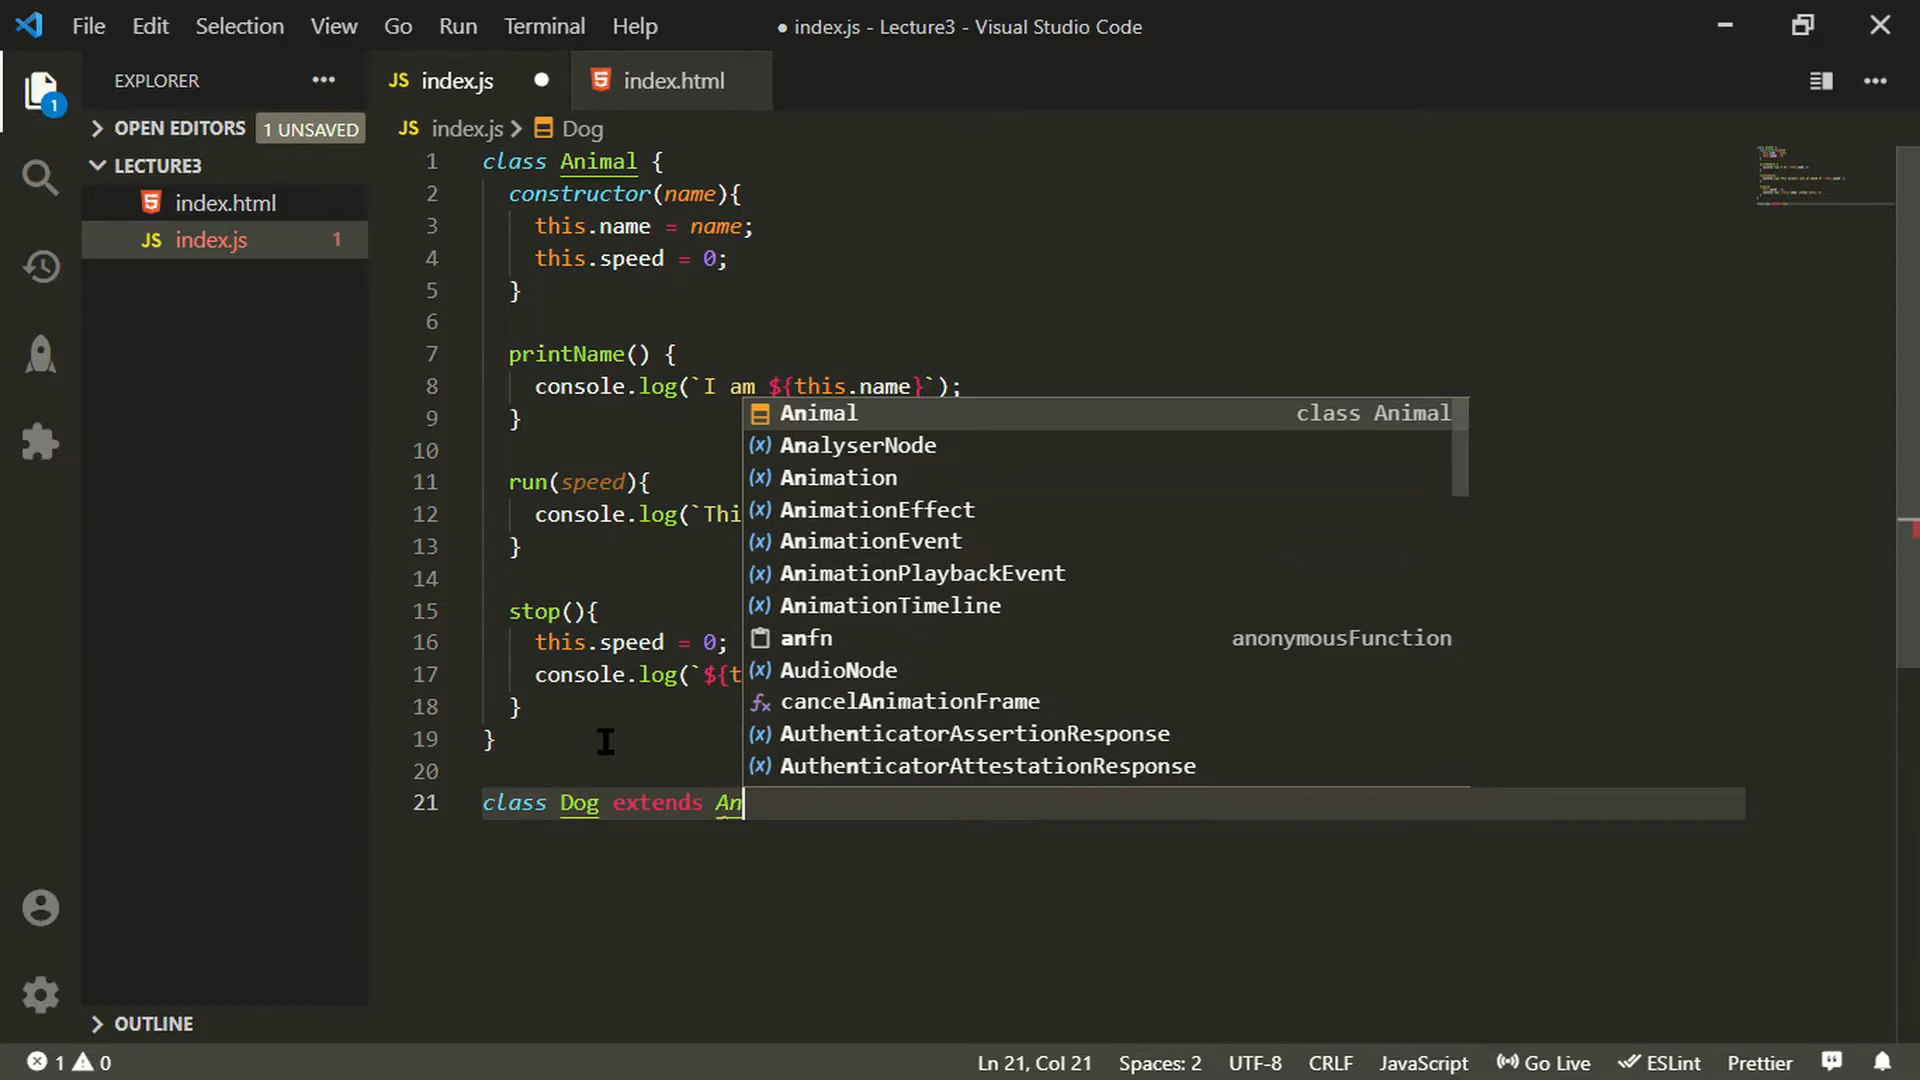 File Edit Selection View Go Run Terminal Help ● index.js - Lecture3 - Visual Studio Code
EXPLORER ••• JS index.js ● index.html •••
1
OPEN EDITORS 1 UNSAVED JS index.js > Dog
LECTURE3
index.html
JS index.js 1
1 class Animal {
2 constructor(name){
3 this.name = name;
4 this.speed = 0;
5 }
6
7 printName() {
8 console.log(`I am ${this.name}`);
9 }
10
11 run(speed){
12 console.log(`Thi
13 }
14
15 stop(){
16 this.speed = 0;
17 console.log(`${t
18 }
19 }
20
21 class Dog extends An
Animal class Animal
(x) AnalyserNode
(x) Animation
(x) AnimationEffect
(x) AnimationEvent
(x) AnimationPlaybackEvent
(x) AnimationTimeline
anfn anonymousFunction
(x) AudioNode
fx cancelAnimationFrame
(x) AuthenticatorAssertionResponse
(x) AuthenticatorAttestationResponse
OUTLINE
1 0 Ln 21, Col 21 Spaces: 2 UTF-8 CRLF JavaScript Go Live ESLint Prettier